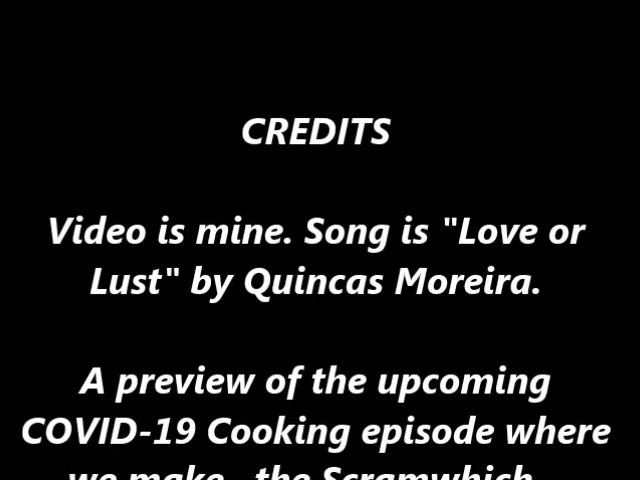 CREDITS
Video is mine. Song is "Love or
Lust" by Quincas Moreira.
A preview of the upcoming
COVID-19 Cooking episode where
we make the Scramwhich